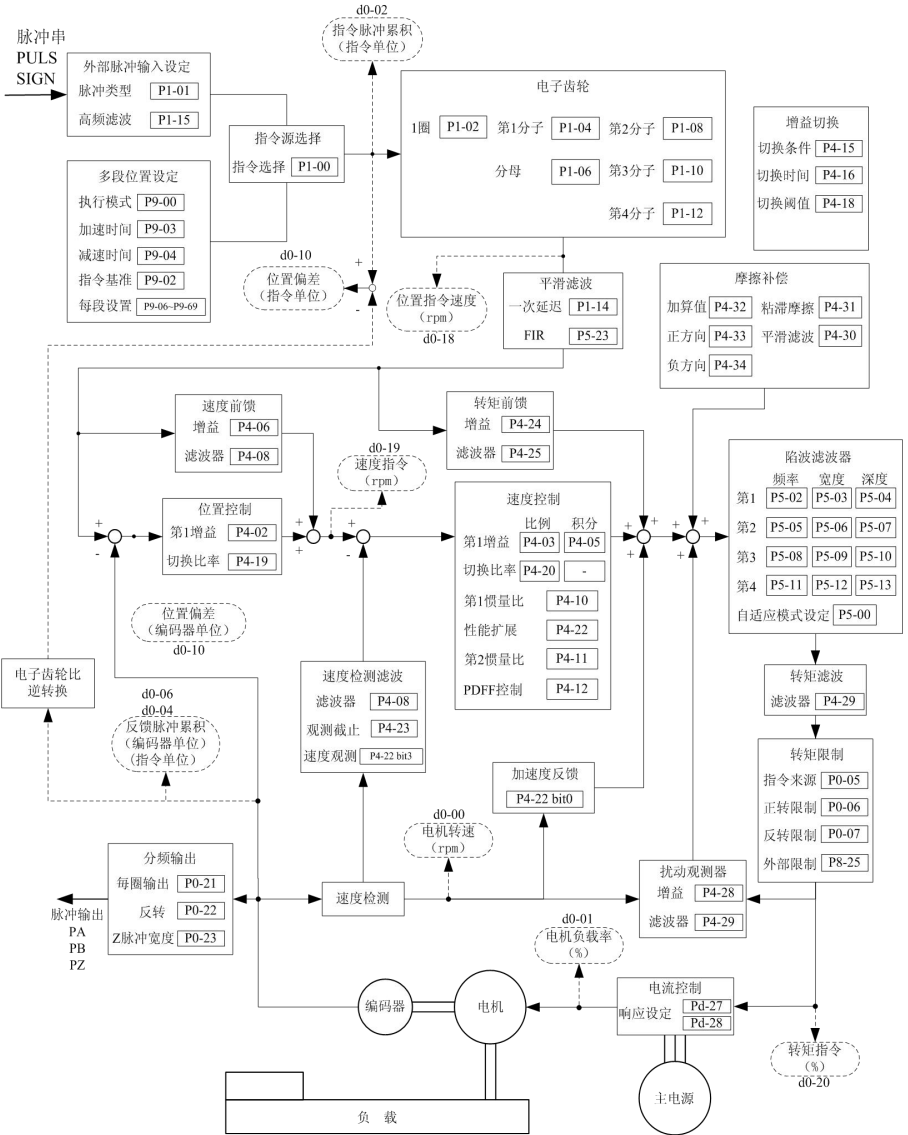 d0-02
指令脉冲累积
(指令单位)
脉冲串
PULS
SIGN
外部脉冲输入设定
脉冲类型 P1-01
高频滤波 P1-15
指令源选择
指令选择 P1-00
多段位置设定
执行模式 P9-00
加速时间 P9-03
减速时间 P9-04
指令基准 P9-02
每段设置 P9-06~P9-69
电子齿轮
1圈 P1-02 第1分子 P1-04 第2分子 P1-08
分母 P1-06 第3分子 P1-10
第4分子 P1-12
增益切换
切换条件 P4-15
切换时间 P4-16
切换阈值 P4-18
d0-10
位置偏差
(指令单位)
+
-
位置指令速度
(rpm)
d0-18
平滑滤波
一次延迟 P1-14
FIR P5-23
摩擦补偿
加算值 P4-32 粘滞摩擦 P4-31
正方向 P4-33 平滑滤波 P4-30
负方向 P4-34
速度前馈
增益 P4-06
滤波器 P4-08
转矩前馈
增益 P4-24
滤波器 P4-25
d0-19
速度指令
(rpm)
陷波滤波器
频率 宽度 深度
第1 P5-02 P5-03 P5-04
第2 P5-05 P5-06 P5-07
第3 P5-08 P5-09 P5-10
第4 P5-11 P5-12 P5-13
自适应模式设定 P5-00
+
-
位置控制
第1增益 P4-02
切换比率 P4-19
+
+
+
-
速度控制
比例 积分
第1增益 P4-03 P4-05
切换比率 P4-20 -
第1惯量比 P4-10
性能扩展 P4-22
第2惯量比 P4-11
PDFF控制 P4-12
+
+
+
+
+
+
位置偏差
(编码器单位)
d0-10
电子齿轮比
逆转换
d0-06
d0-04
反馈脉冲累积
(编码器单位)
(指令单位)
速度检测滤波
滤波器 P4-08
观测截止 P4-23
速度观测 P4-22 bit3
转矩滤波
滤波器 P4-29
转矩限制
指令来源 P0-05
正转限制 P0-06
反转限制 P0-07
外部限制 P8-25
加速度反馈
P4-22 bit0
d0-00
电机转速
(rpm)
分频输出
每圈输出 P0-21
反转 P0-22
Z脉冲宽度 P0-23
脉冲输出
PA
PB
PZ
速度检测
扰动观测器
增益 P4-28
滤波器 P4-29
d0-01
电机负载率
(%)
编码器
电机
电流控制
响应设定 Pd-27
Pd-28
转矩指令
(%)
d0-20
主电源
负 载